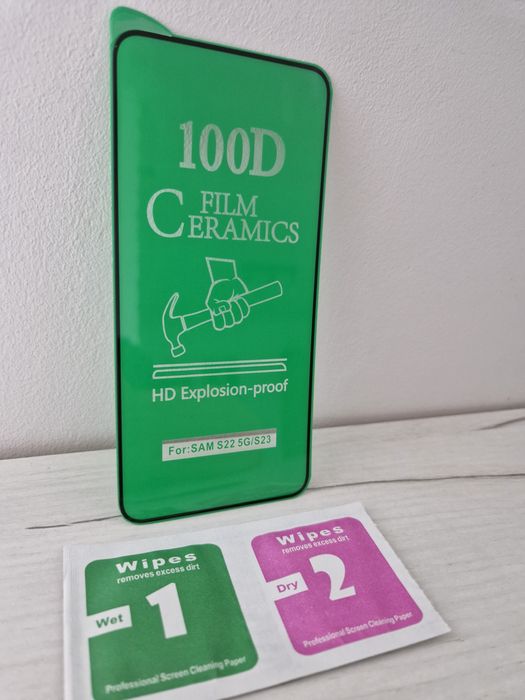 100D
FILM
CERAMICS
HD Explosion-proof
For:SAM S22 5G/S23
Wipes
removes excess dirt
Wet
1
Professional Screen Cleaning Paper
Wipes
removes excess dirt.
Dry
2
Professional Screen Cleaning Paper